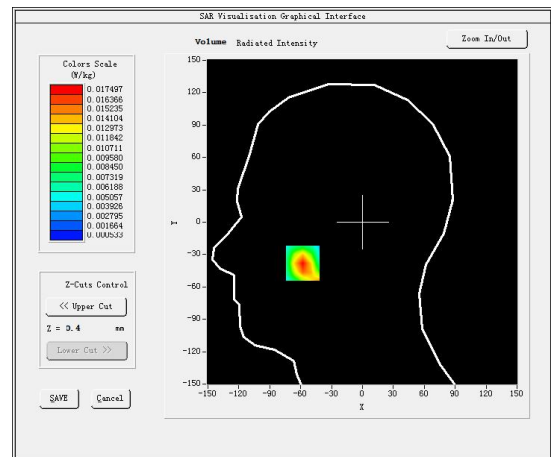 SAR Visualisation Graphical Interface
Volume Radiated Intensity
Zoom In/Out
Colors Scale
(W/kg)
0.017497
0.016366
0.015235
0.014104
0.012973
0.011842
0.010711
0.009580
0.008450
0.007319
0.006188
0.005057
0.003926
0.002795
0.001664
0.000533
Z-Cuts Control
<< Upper Cut
Z = 0.4 mm
Lower Cut >>
SAVE Cancel
150
120
90
60
30
0
-30
-60
-90
-120
-150
Y
-150 -120 -90 -60 -30 0 30 60 90 120 150
X